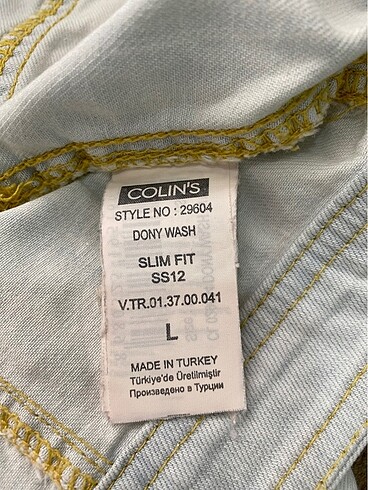 COLIN'S
STYLE NO : 29604
DONY WASH
SLIM FIT
SS12
V.TR.01.37.00.041
L
MADE IN TURKEY
Türkiye'de Üretilmiştir
Произведено в Турции